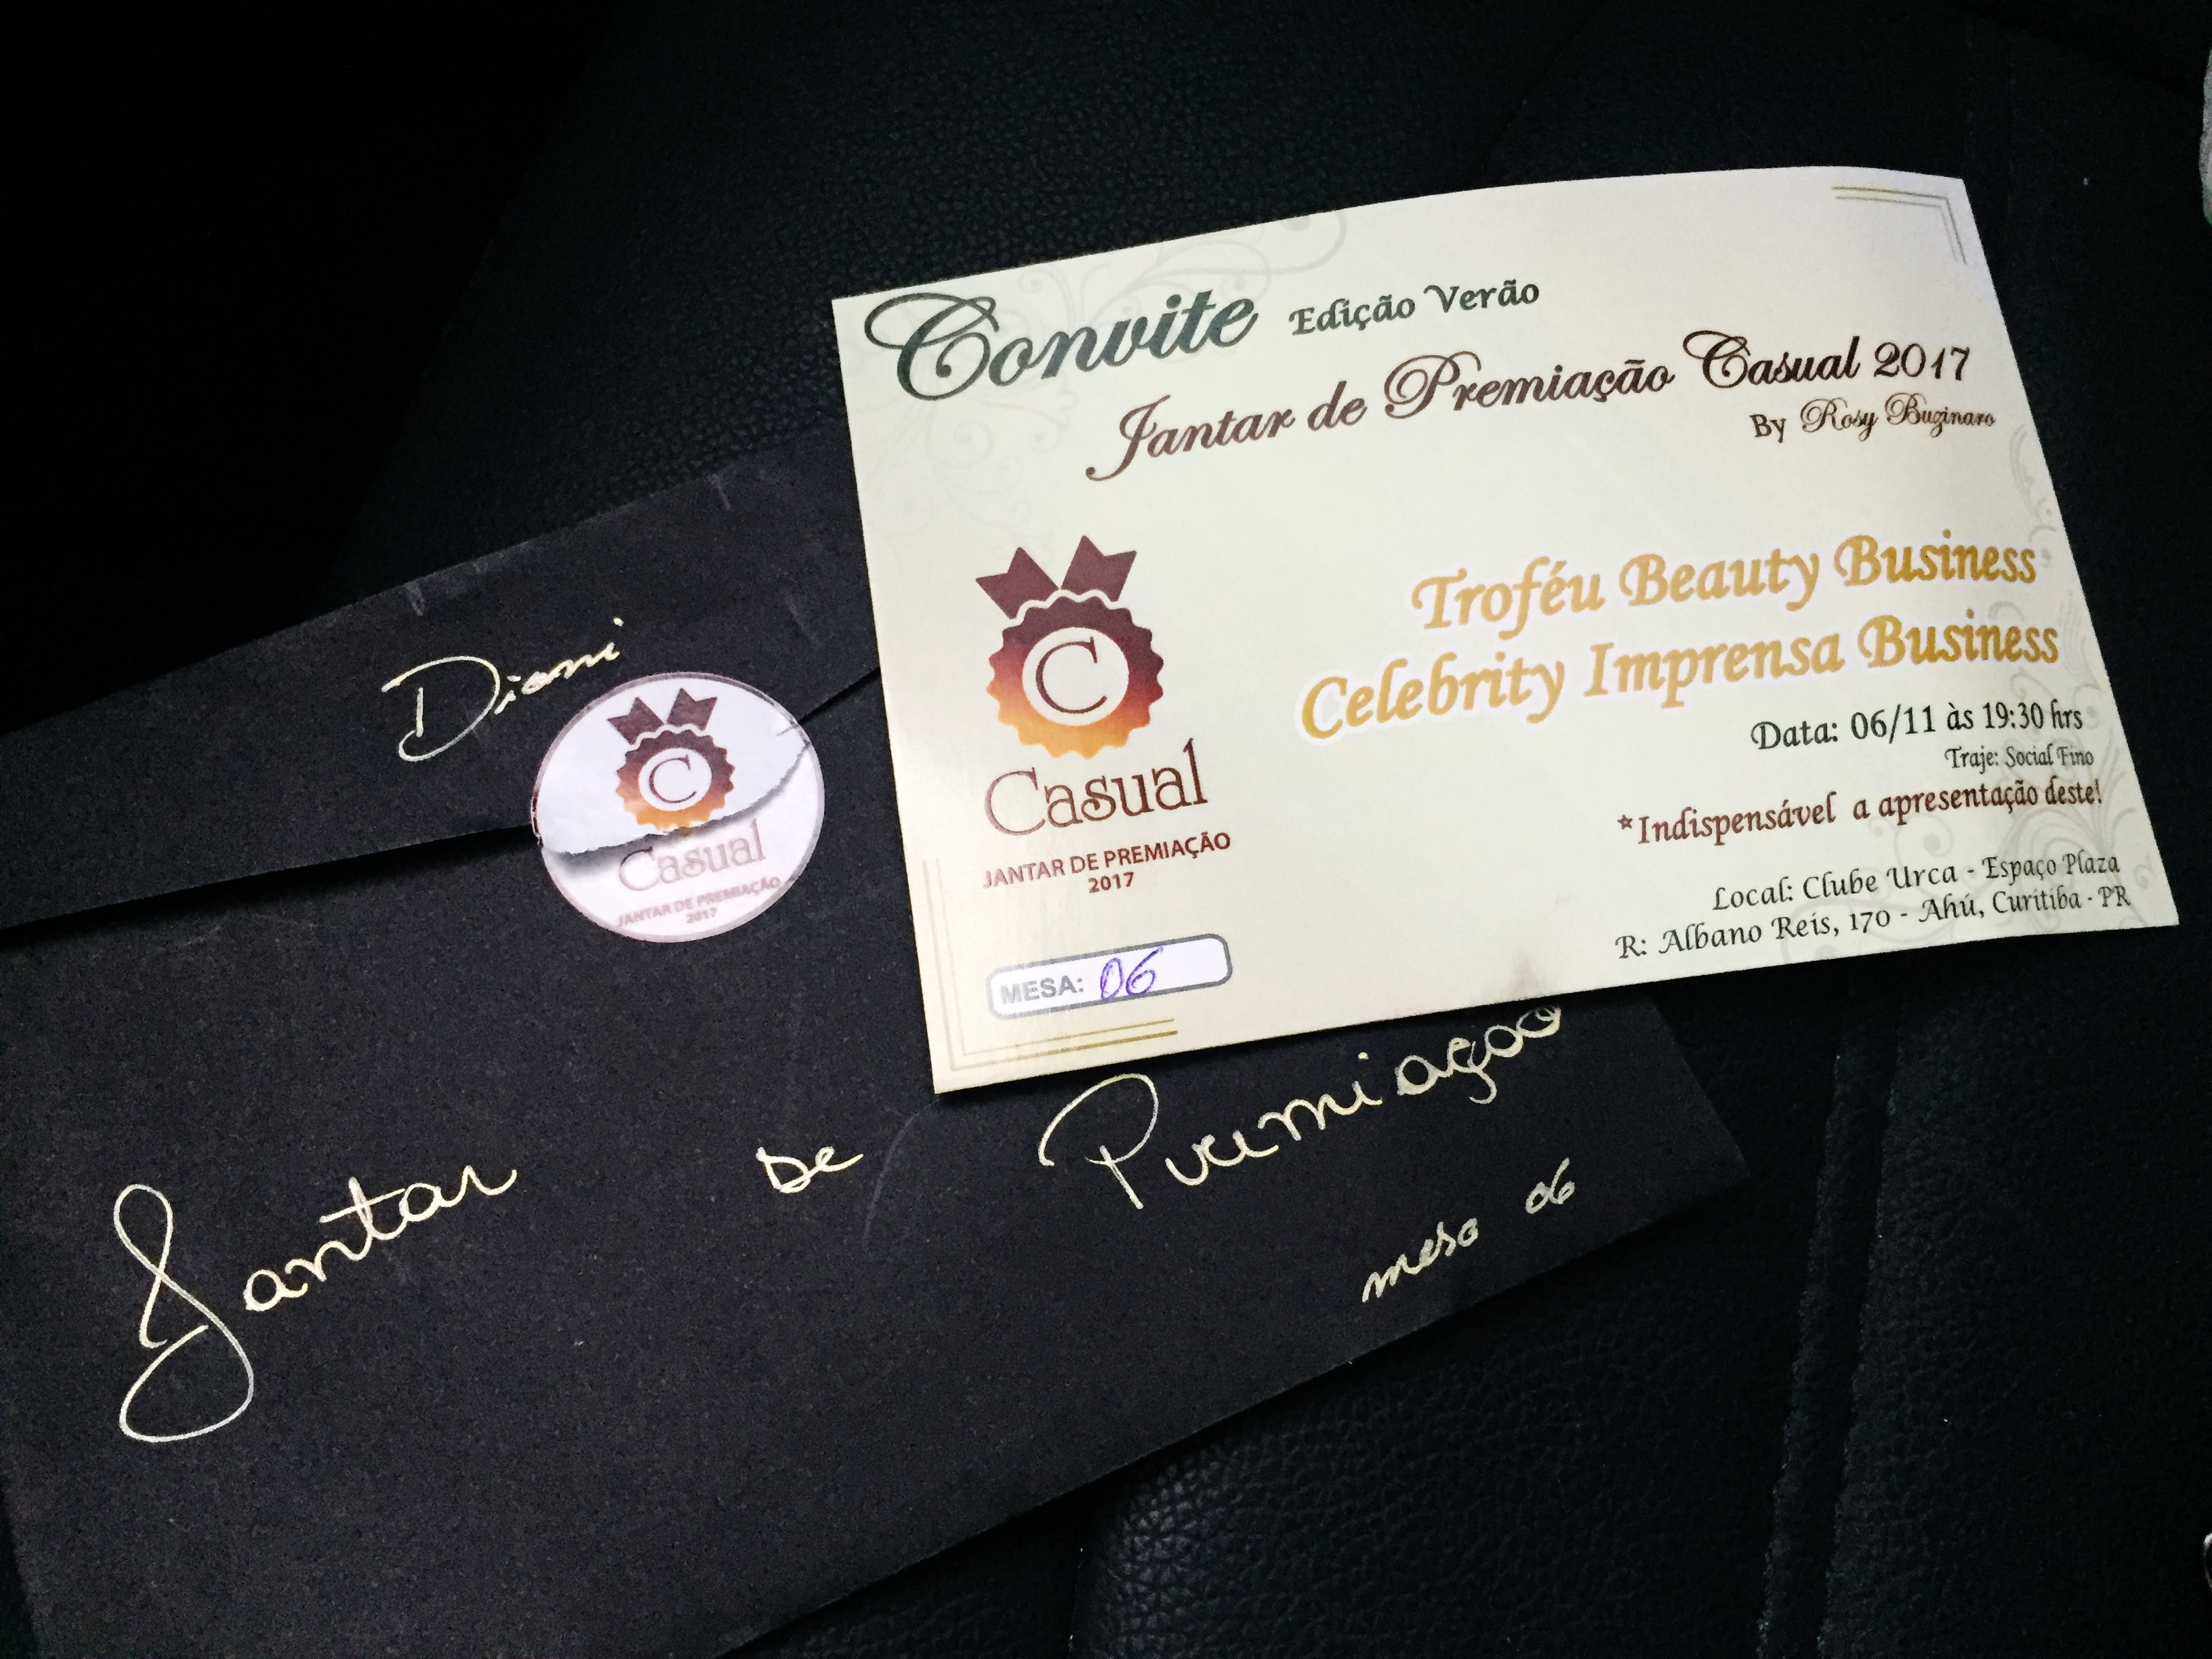 Convite Edição Verão
Jantar de Premiação Casual 2017
By Rosy Buzinaro
Troféu Beauty Business
Celebrity Imprensa Business
Data: 06/11 às 19:30 hrs
Traje: Social Fino
*Indispensável a apresentação deste!
Local: Clube Urca - Espaço Plaza
R: Albano Reis, 170 - Ahú, Curitiba - PR
C
Casual
JANTAR DE PREMIAÇÃO
2017
MESA: 06
Diani
C
Casual
JANTAR DE PREMIAÇÃO
2017
Jantar de Premiação
mesa 06